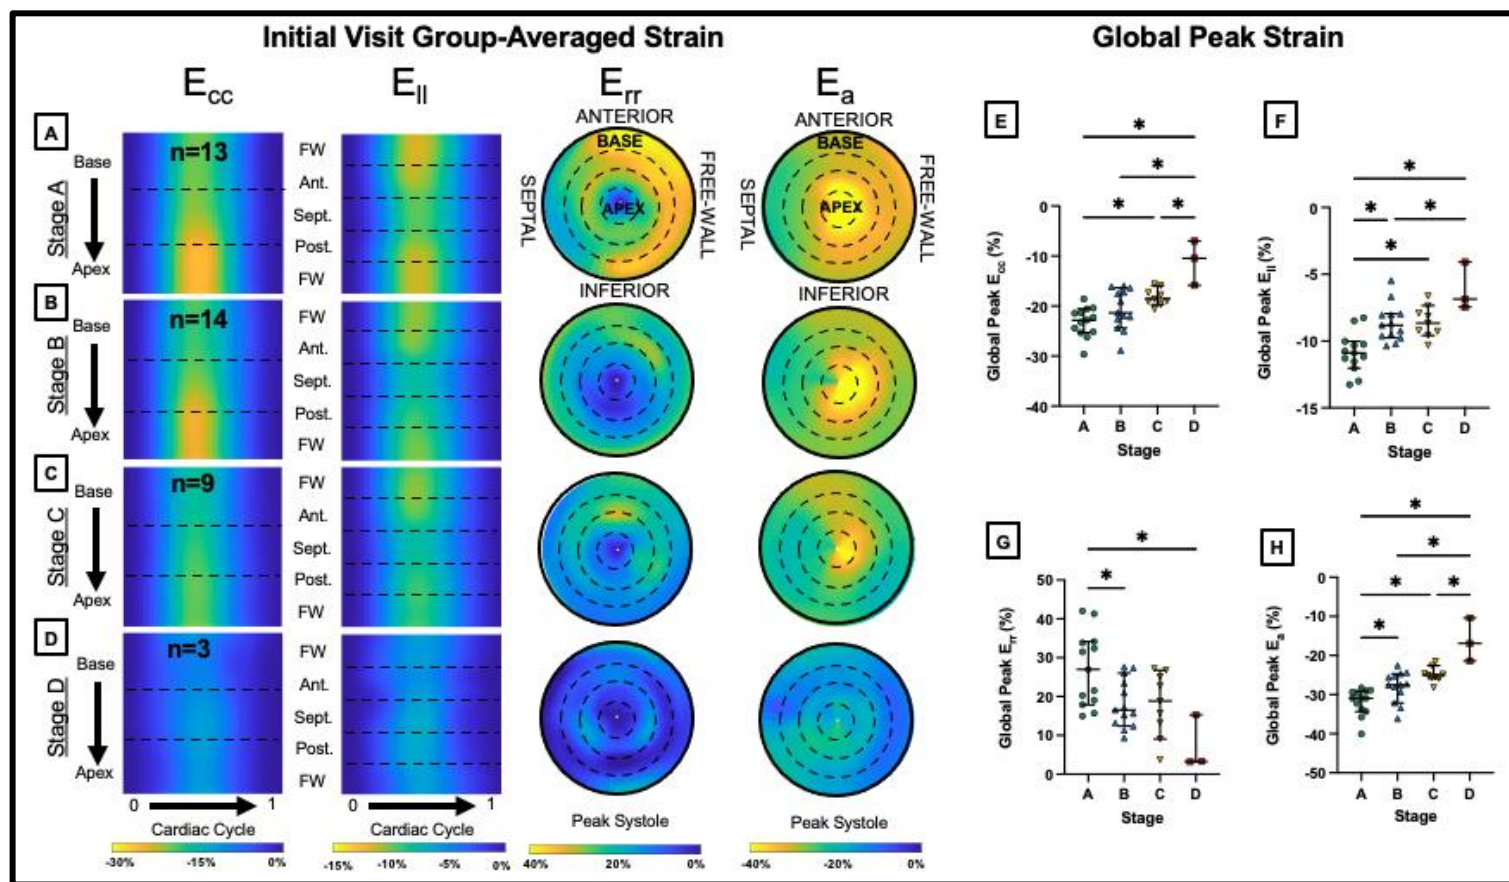 Initial Visit Group-Averaged Strain
Global Peak Strain
Ecc
Ell
Err
Ea
A
Base
Stage A
Apex
n=13
FW
Ant.
Sept.
Post.
FW
ANTERIOR
BASE
SEPTAL
APEX
FREE-WALL
INFERIOR
ANTERIOR
BASE
SEPTAL
APEX
FREE-WALL
INFERIOR
B
Base
Stage B
Apex
n=14
FW
Ant.
Sept.
Post.
FW
C
Base
Stage C
Apex
n=9
FW
Ant.
Sept.
Post.
FW
D
Base
Stage D
Apex
n=3
FW
Ant.
Sept.
Post.
FW
0 1
Cardiac Cycle
-30% -15% 0%
0 1
Cardiac Cycle
-15% -10% -5% 0%
Peak Systole
40% 20% 0%
Peak Systole
-40% -20% 0%
E
* * * *
Global Peak Ecc (%)
0
-10
-20
-30
-40
A B C D
Stage
F
* * * *
Global Peak Ell (%)
0
-5
-10
-15
A B C D
Stage
G
* *
Global Peak Err (%)
50
40
30
20
10
0
A B C D
Stage
H
* * * * *
Global Peak Ea (%)
0
-10
-20
-30
-40
-50
A B C D
Stage